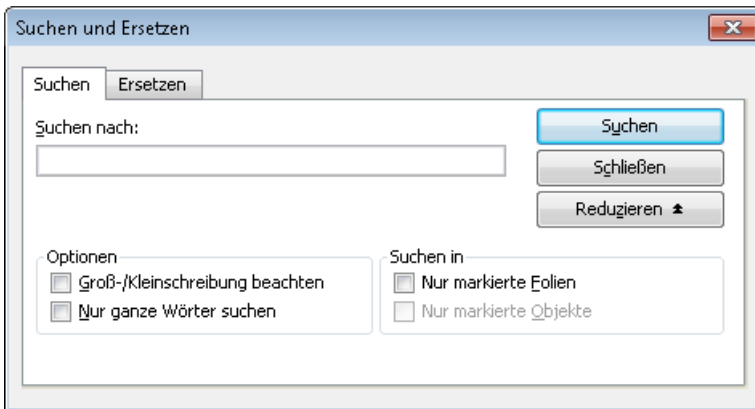 Suchen und Ersetzen
Suchen Ersetzen
Suchen nach:
Suchen
Schließen
Reduzieren
Optionen
Groß-/Kleinschreibung beachten
Nur ganze Wörter suchen
Suchen in
Nur markierte Folien
Nur markierte Objekte